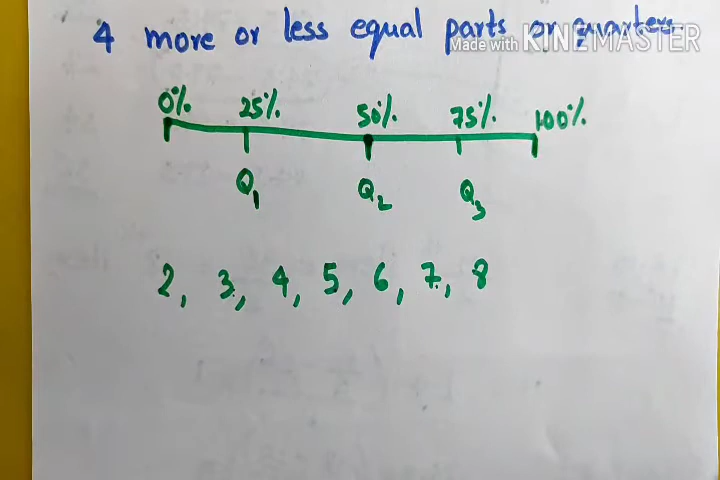 4 more or less equal parts or quarters.
Made with KINEMASTER
0% 25% 50% 75% 100%
Q1 Q2 Q3
2, 3, 4, 5, 6, 7, 8